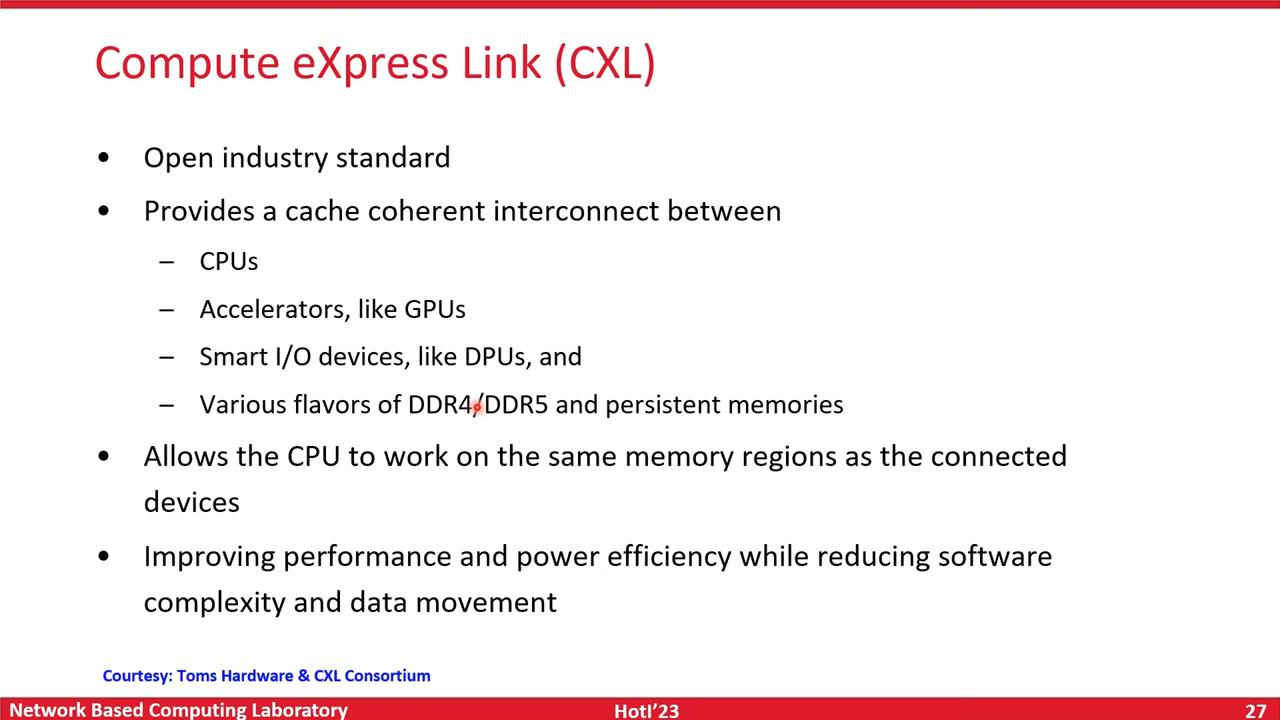 Compute eXpress Link (CXL)
• Open industry standard
• Provides a cache coherent interconnect between
– CPUs
– Accelerators, like GPUs
– Smart I/O devices, like DPUs, and
– Various flavors of DDR4/DDR5 and persistent memories
• Allows the CPU to work on the same memory regions as the connected
devices
• Improving performance and power efficiency while reducing software
complexity and data movement
Courtesy: Toms Hardware & CXL Consortium
Network Based Computing Laboratory
HotI’23
27